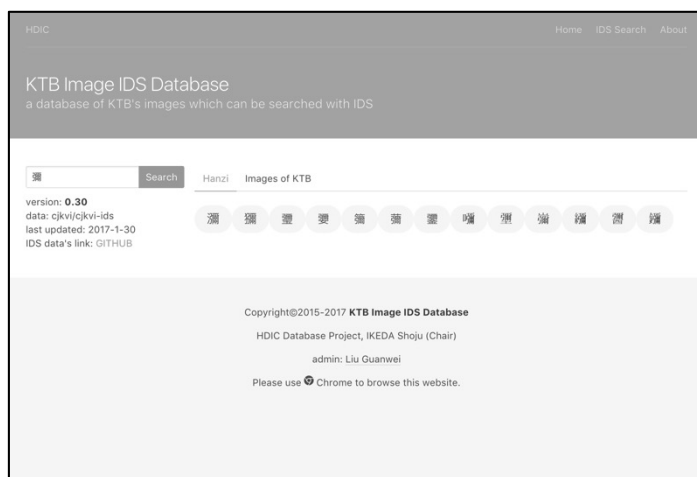 HDIC
Home IDS Search About
KTB Image IDS Database
a database of KTB's images which can be searched with IDS
彌 Search
version: 0.30
data: cjkvi/cjkvi-ids
last updated: 2017-1-30
IDS data's link: GITHUB
Hanzi Images of KTB
瀰 獼
Copyright©2015-2017 KTB Image IDS Database
HDIC Database Project, IKEDA Shoju (Chair)
admin: Liu Guanwei
Please use Chrome to browse this website.